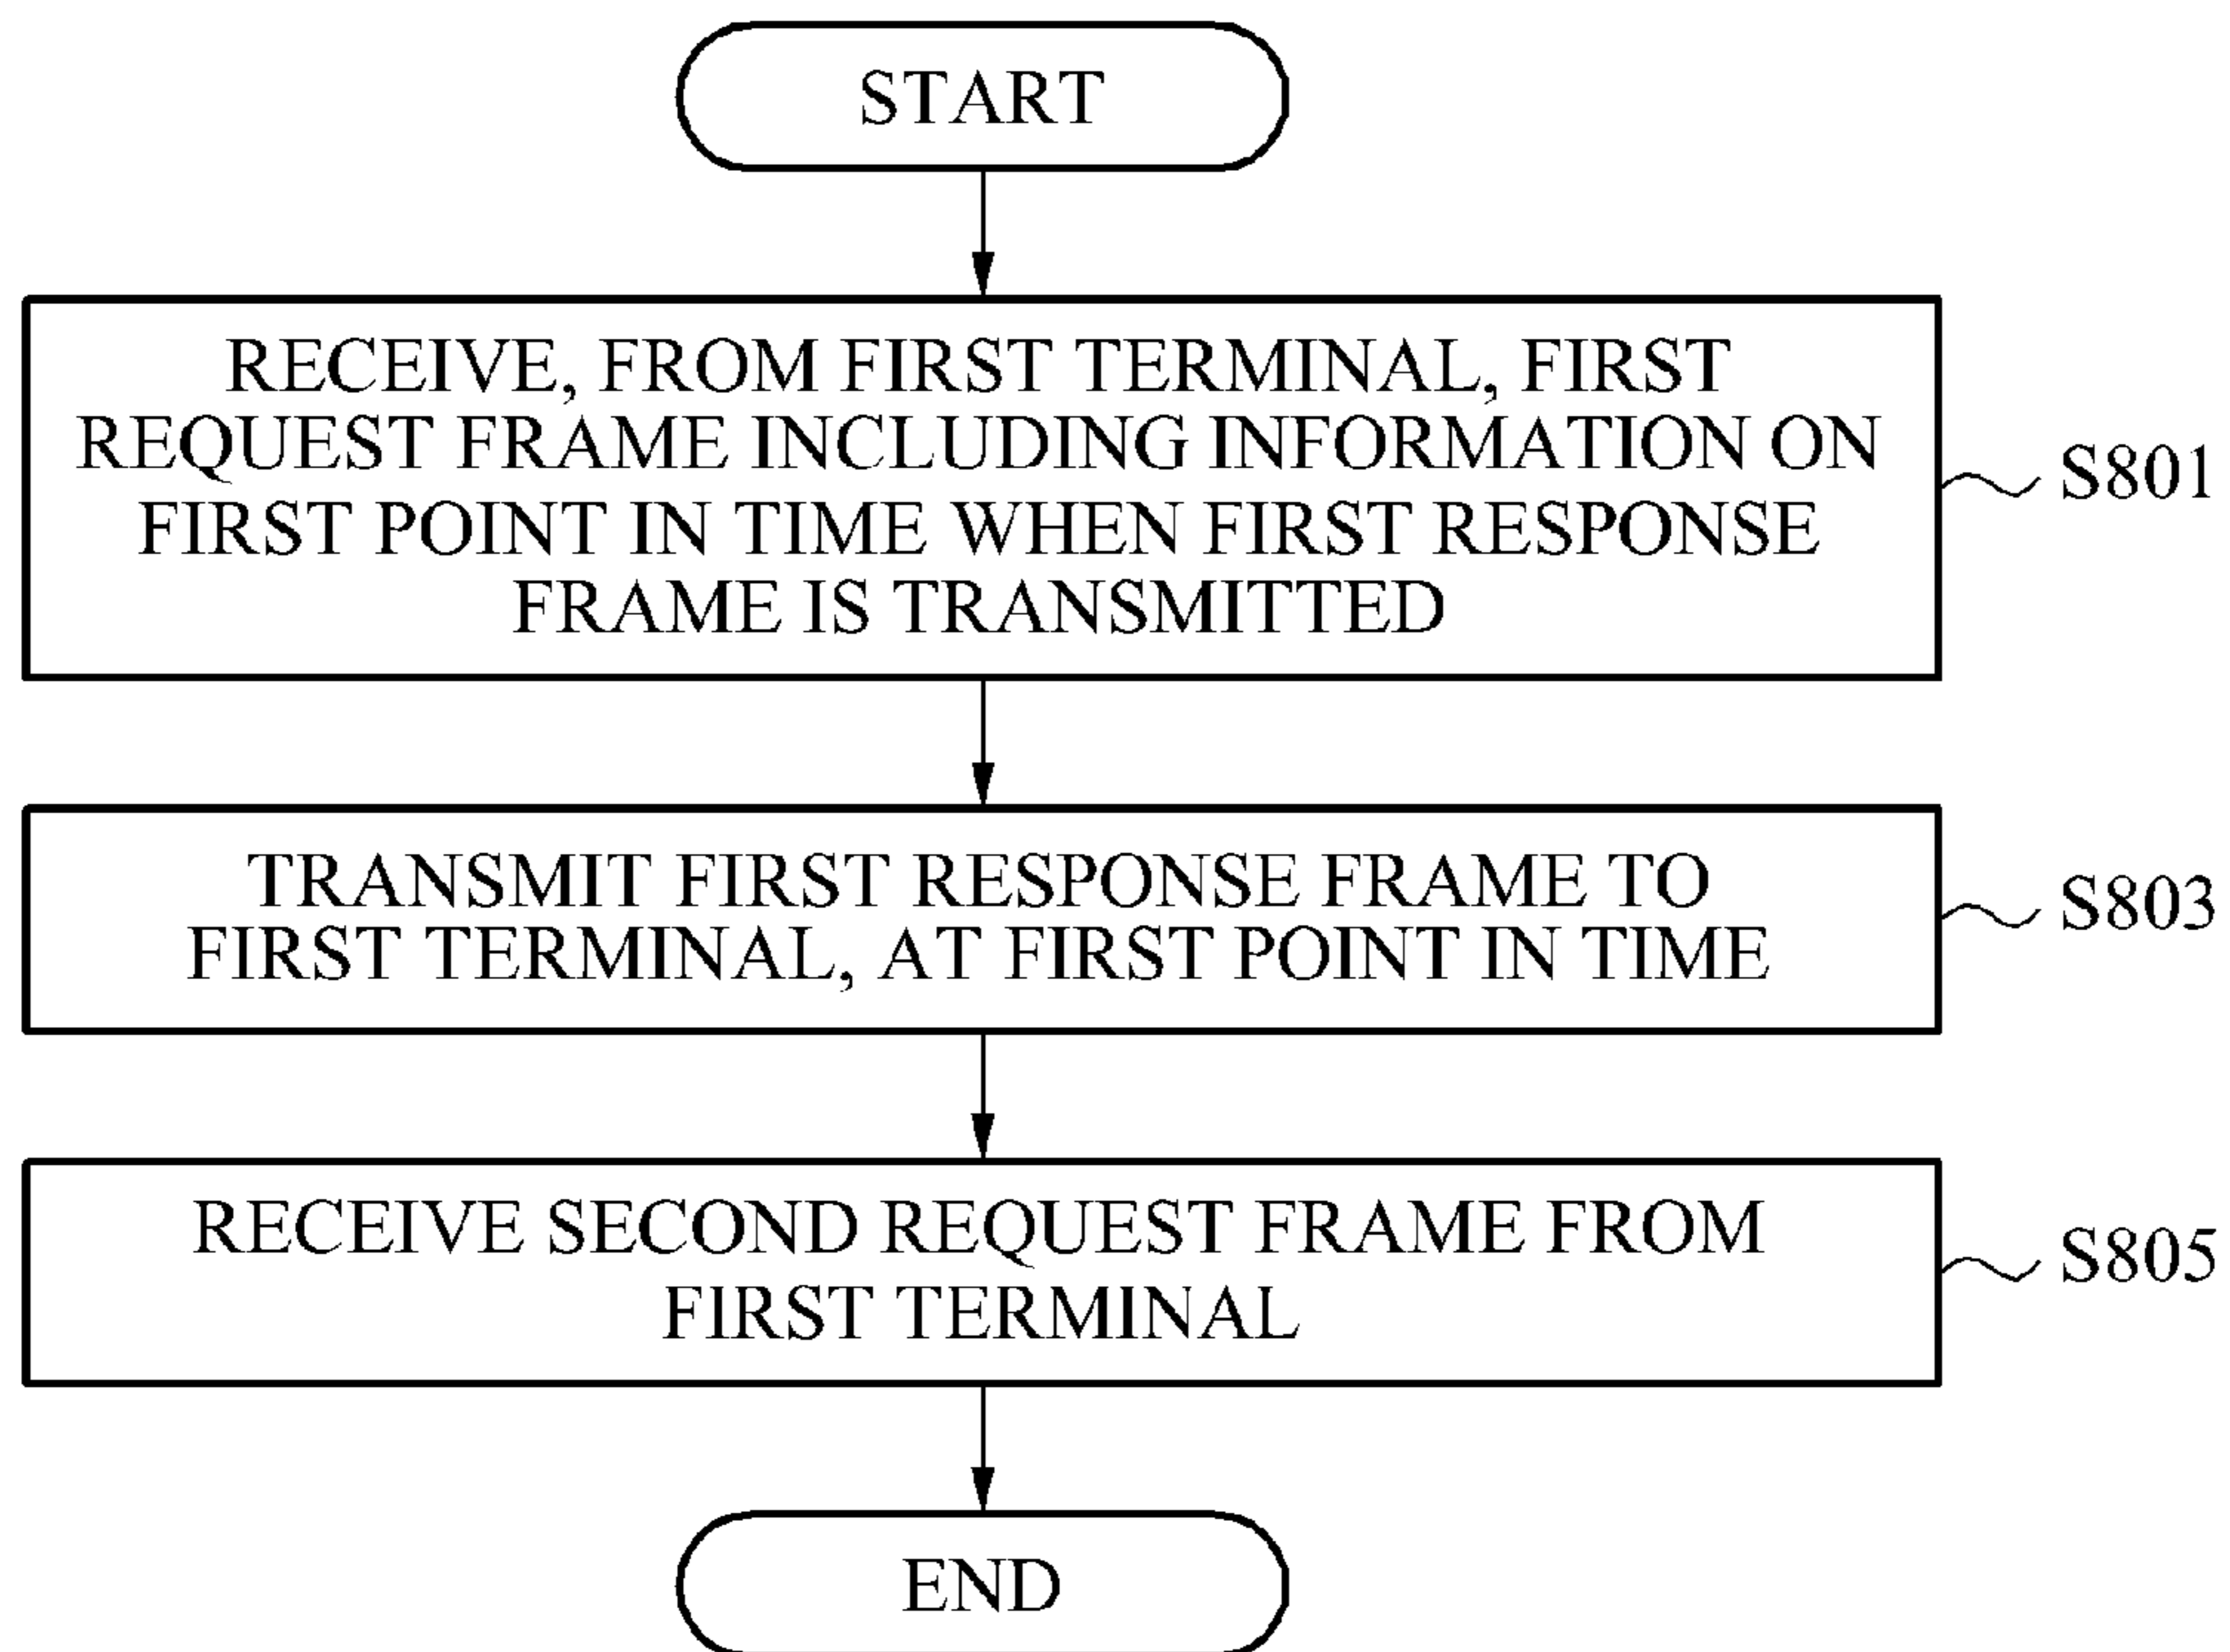 START
RECEIVE, FROM FIRST TERMINAL, FIRST
REQUEST FRAME INCLUDING INFORMATION ON
FIRST POINT IN TIME WHEN FIRST RESPONSE
FRAME IS TRANSMITTED
S801
TRANSMIT FIRST RESPONSE FRAME TO
FIRST TERMINAL, AT FIRST POINT IN TIME
S803
RECEIVE SECOND REQUEST FRAME FROM
FIRST TERMINAL
S805
END